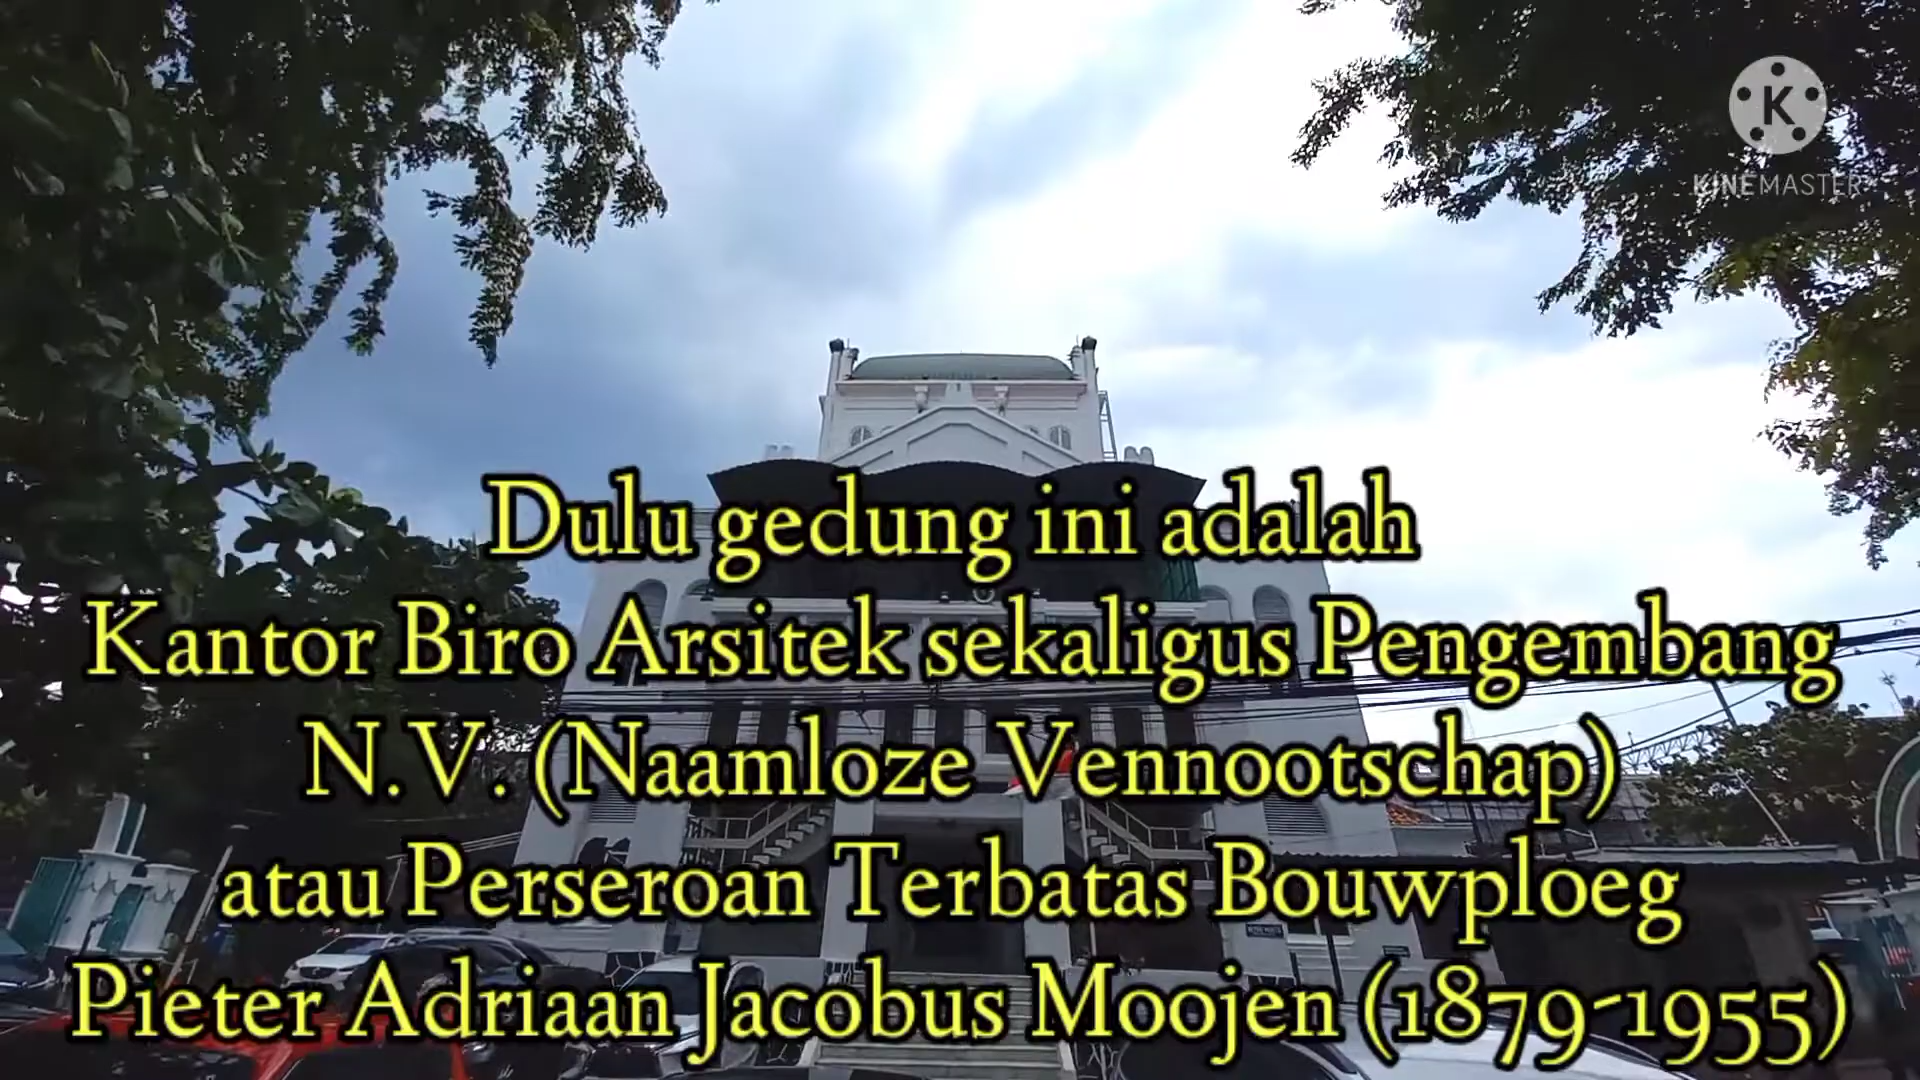 K
KINEMASTER
Dulu gedung ini adalah
Kantor Biro Arsitek sekaligus Pengembang
N.V. (Naamloze Vennootschap)
atau Perseroan Terbatas Bouwploeg
Pieter Adriaan Jacobus Moojen (1879-1955)